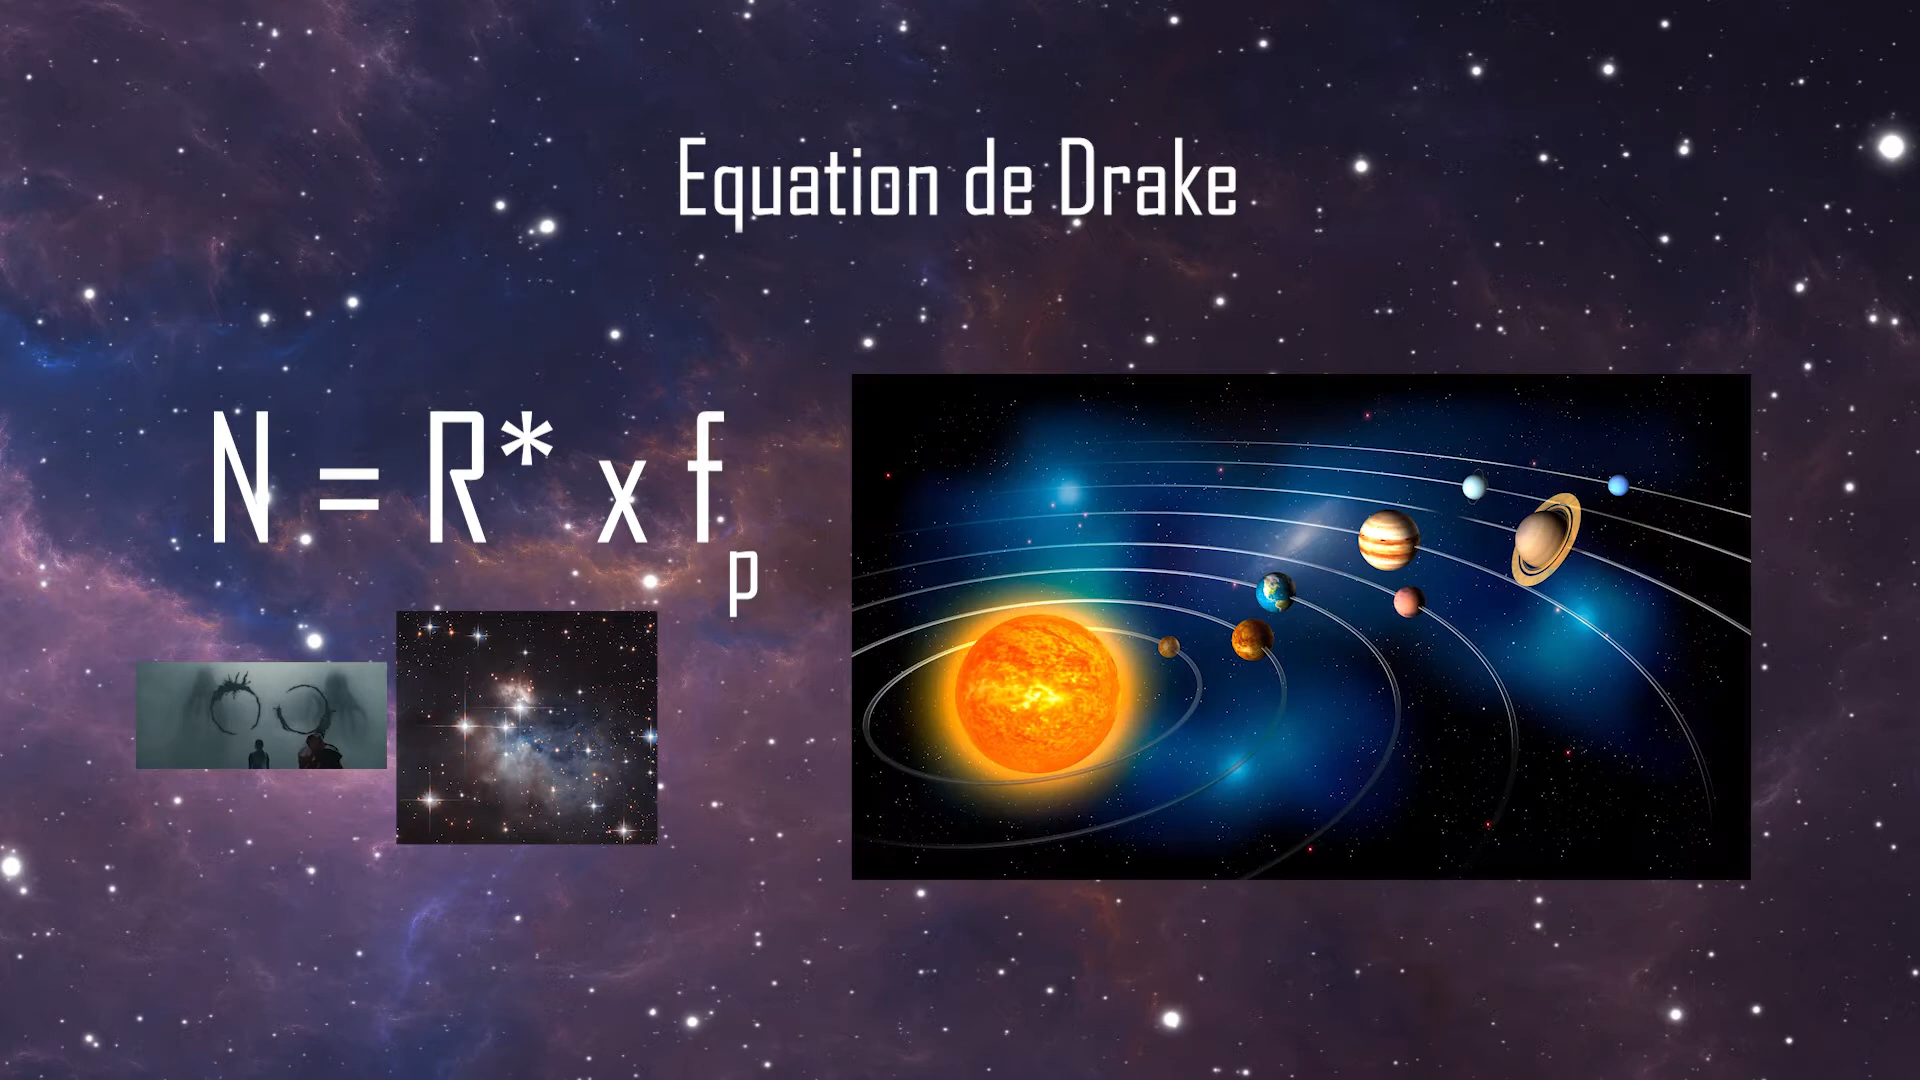 Equation de Drake
N = R* x fp